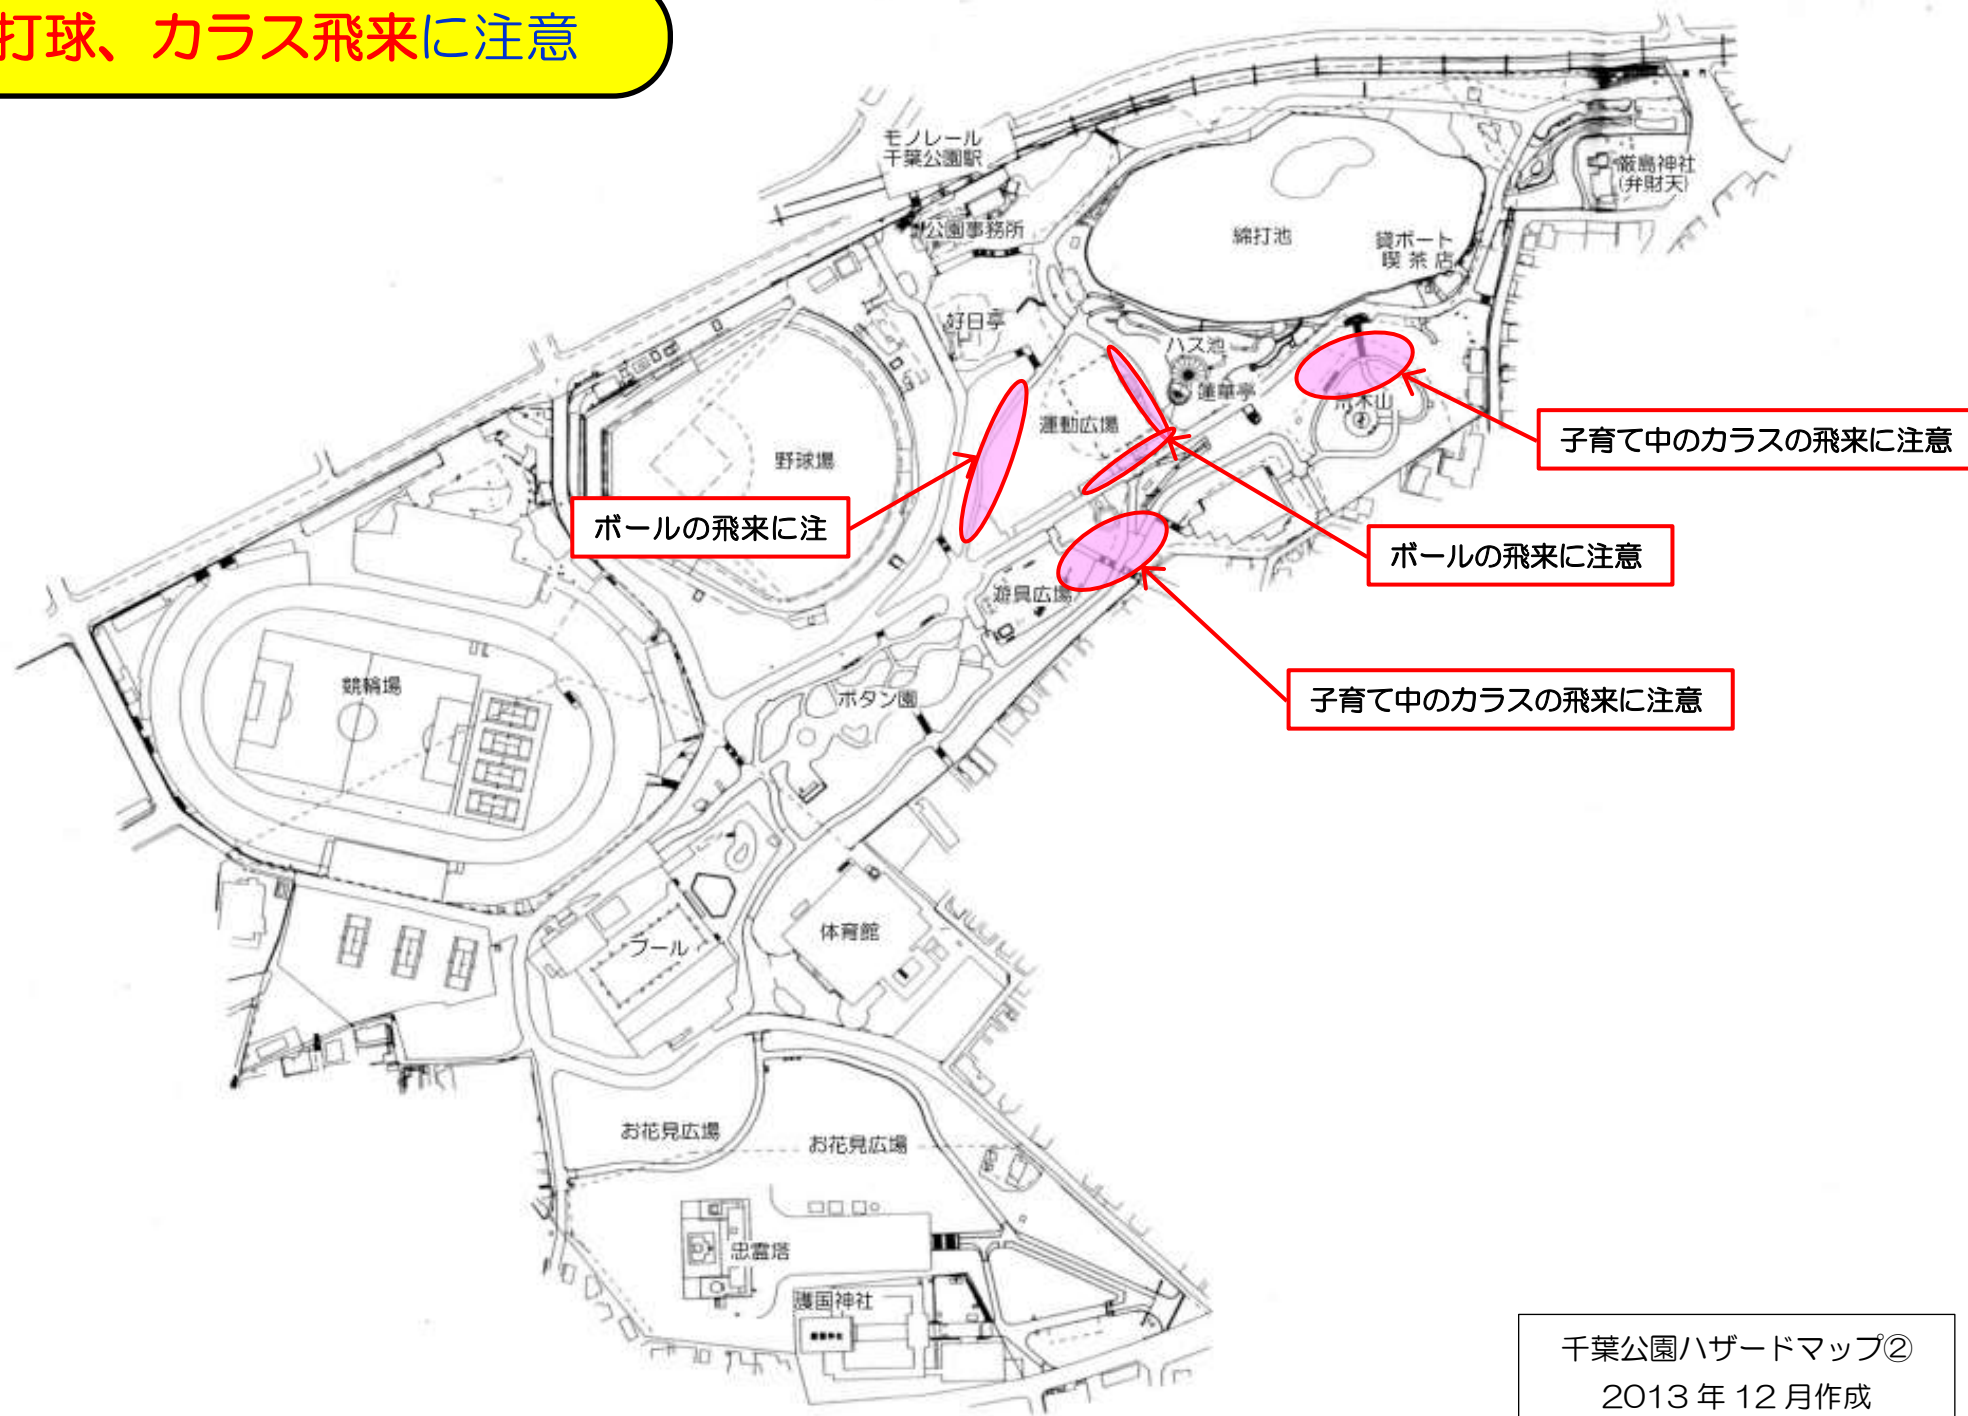 打球、カラス飛来に注意
モノレール
千葉公園駅
厳島神社
(弁財天)
公園事務所
綿打池
貸ボート
喫茶店
好日亭
ハス池
蓮華亭
荒木山
運動広場
野球場
子育て中のカラスの飛来に注意
ボールの飛来に注
ボールの飛来に注意
遊具広場
子育て中のカラスの飛来に注意
競輪場
ボタン園
体育館
プール
お花見広場
お花見広場
忠霊塔
護国神社
千葉公園ハザードマップ②
2013年12月作成